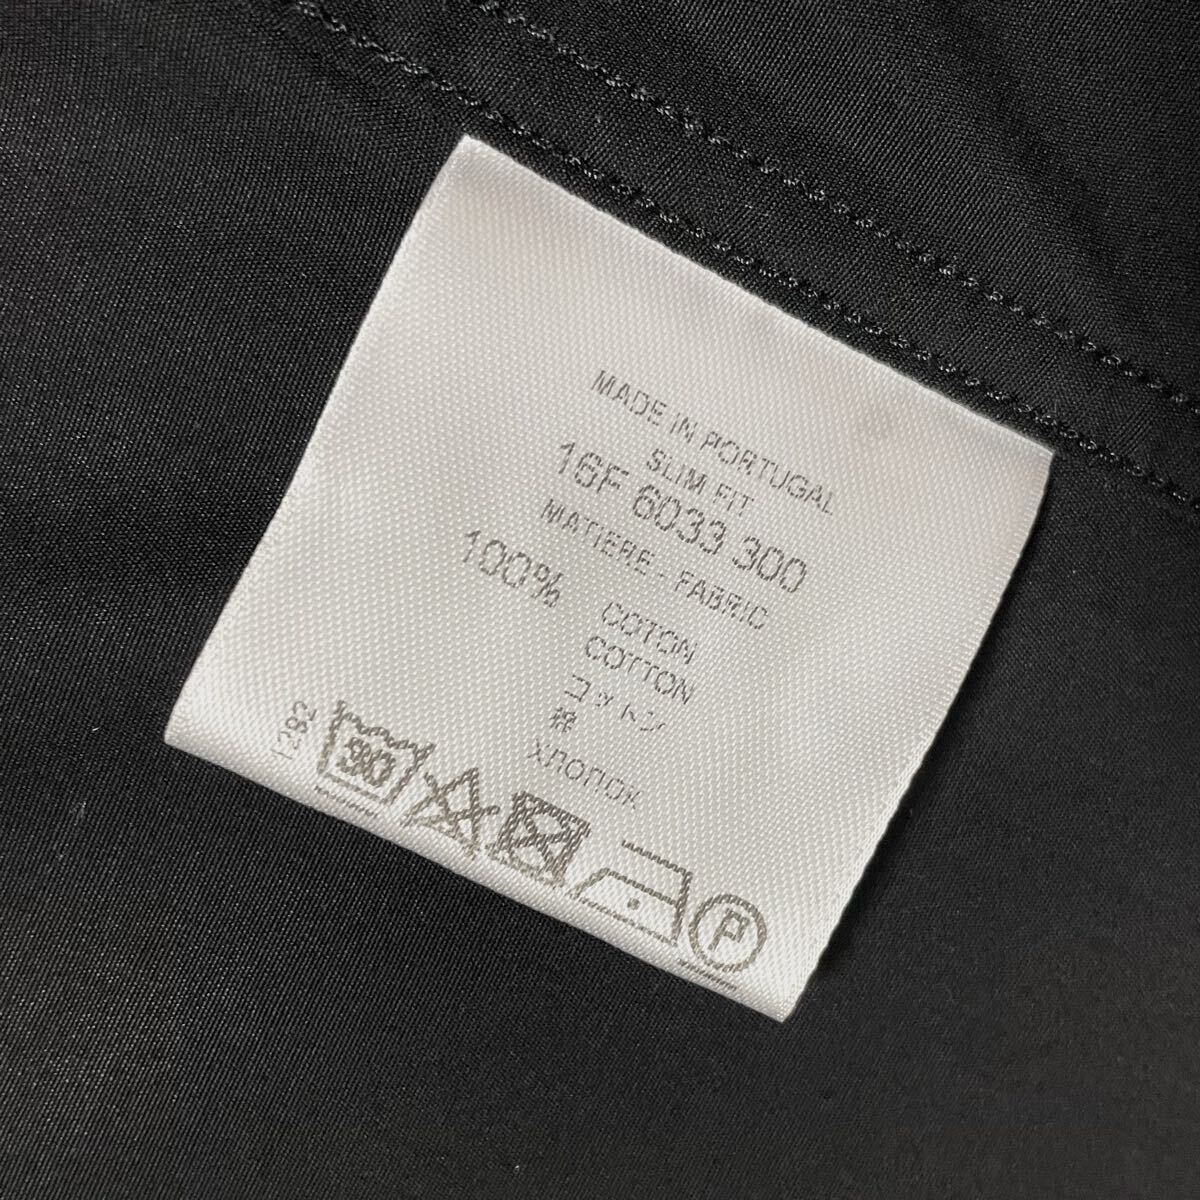 MADE IN PORTUGAL
SLIM FIT
16F 6033 300
MATIERE - FABRIC
100% COTON
COTTON
コットン
棉
ХЛОПОК
1282
30
P